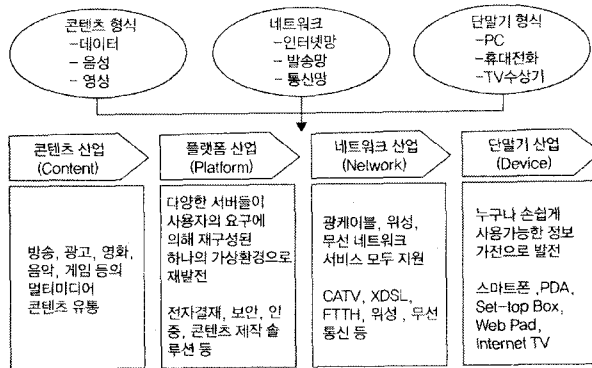 콘텐츠 형식
-데이터
- 음성
- 영상
네트워크
-인터넷망
- 발송망
- 통신망
단말기 형식
-PC
-휴대전화
-TV수상기
콘텐츠 산업
(Content)
플랫폼 산업
(Platform)
네트워크 산업
(Network)
단말기 산업
(Device)
방송, 광고, 영화,
음악, 게임 등의
멀티미디어
콘텐츠 유통
다양한 서버들이
사용자의 요구에
의해 재구성된
하나의 가상환경으로
재발전
전자결재, 보안, 인
증, 콘텐츠 제작 솔
루션 등
광케이블, 위성,
무선 네트워크
서비스 모두 지원
CATV, XDSL,
FTTH, 위성 , 무선
통신 등
누구나 손쉽게
사용가능한 정보
가전으로 발전
스마트폰 ,PDA,
Set-top Box,
Web Pad,
Internet TV